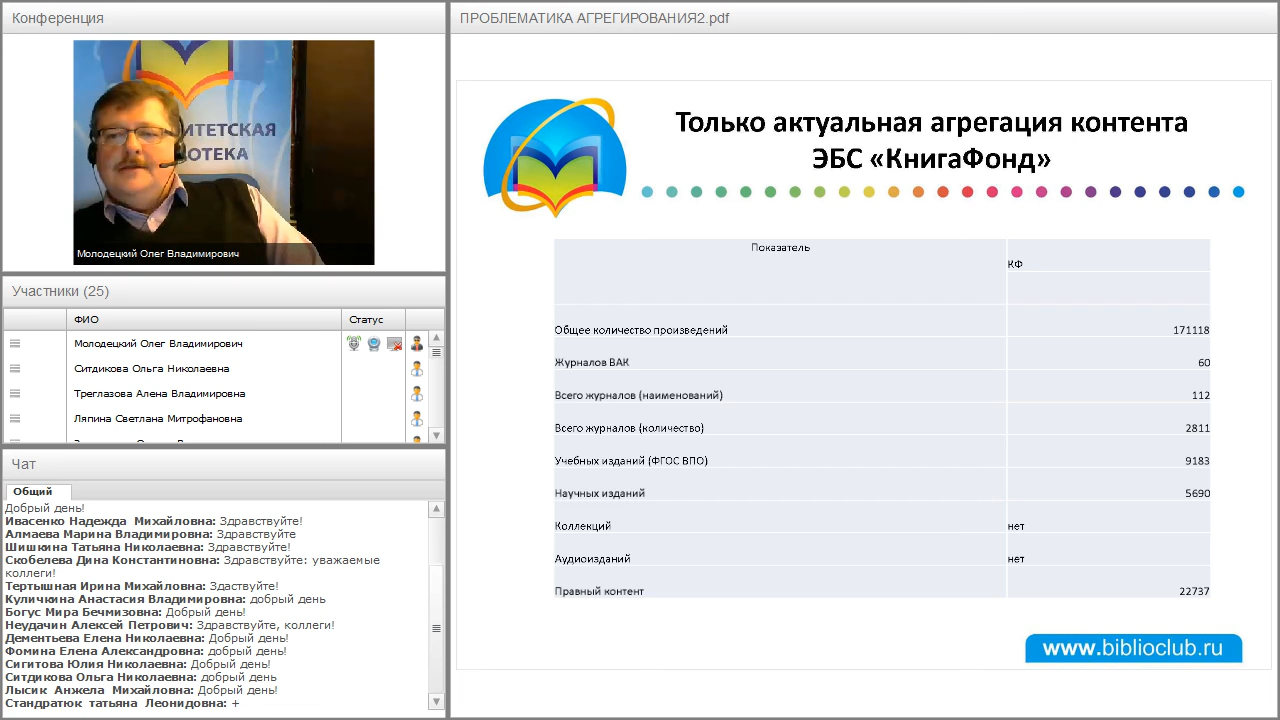 Конференция
ИТЕТСКАЯ
ОТЕКА
Молодецкий Олег Владимирович
Участники (25)
ФИО
Статус
Молодецкий Олег Владимирович
Ситдикова Ольга Николаевна
Треглазова Алена Владимировна
Ляпина Светлана Митрофановна
Чат
Общий
Добрый день!
Ивасенко Надежда Михайловна: Здравствуйте!
Алмаева Марина Владимировна: Здравствуйте
Шишкина Татьяна Николаевна: Здравствуйте!
Скобелева Дина Константиновна: Здравствуйте: уважаемые
коллеги!
Тертышная Ирина Михайловна: Здаствуйте!
Куличкина Анастасия Владимировна: добрый день
Богус Мира Бечмизовна: Добрый день!
Неудачин Алексей Петрович: Здравствуйте, коллеги!
Дементьева Елена Николаевна: Добрый день!
Фомина Елена Александровна: добрый день!
Сигитова Юлия Николаевна: Добрый день!
Ситдикова Ольга Николаевна: добрый день
Лысик Анжела Михайловна: Добрый день!
Стандратюк татьяна Леонидовна: +
ПРОБЛЕМАТИКА АГРЕГИРОВАНИЯ2.pdf
Только актуальная агрегация контента
ЭБС «КнигаФонд»
Показатель
КФ
Общее количество произведений 171118
Журналов ВАК 60
Всего журналов (наименований) 112
Всего журналов (количество) 2811
Учебных изданий (ФГОС ВПО) 9183
Научных изданий 5690
Коллекций нет
Аудиоизданий нет
Правный контент 22737
www.biblioclub.ru